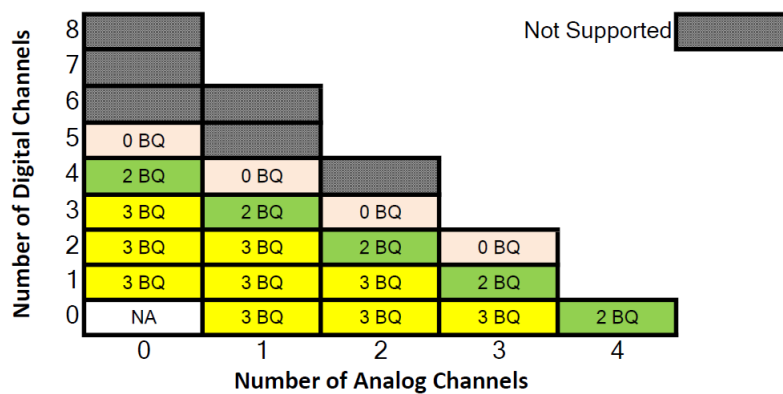 Not Supported
Number of Digital Channels
8
7
6
5 0 BQ
4 2 BQ 0 BQ
3 3 BQ 2 BQ 0 BQ
2 3 BQ 3 BQ 2 BQ 0 BQ
1 3 BQ 3 BQ 3 BQ 2 BQ
0 NA 3 BQ 3 BQ 3 BQ 2 BQ
0 1 2 3 4
Number of Analog Channels